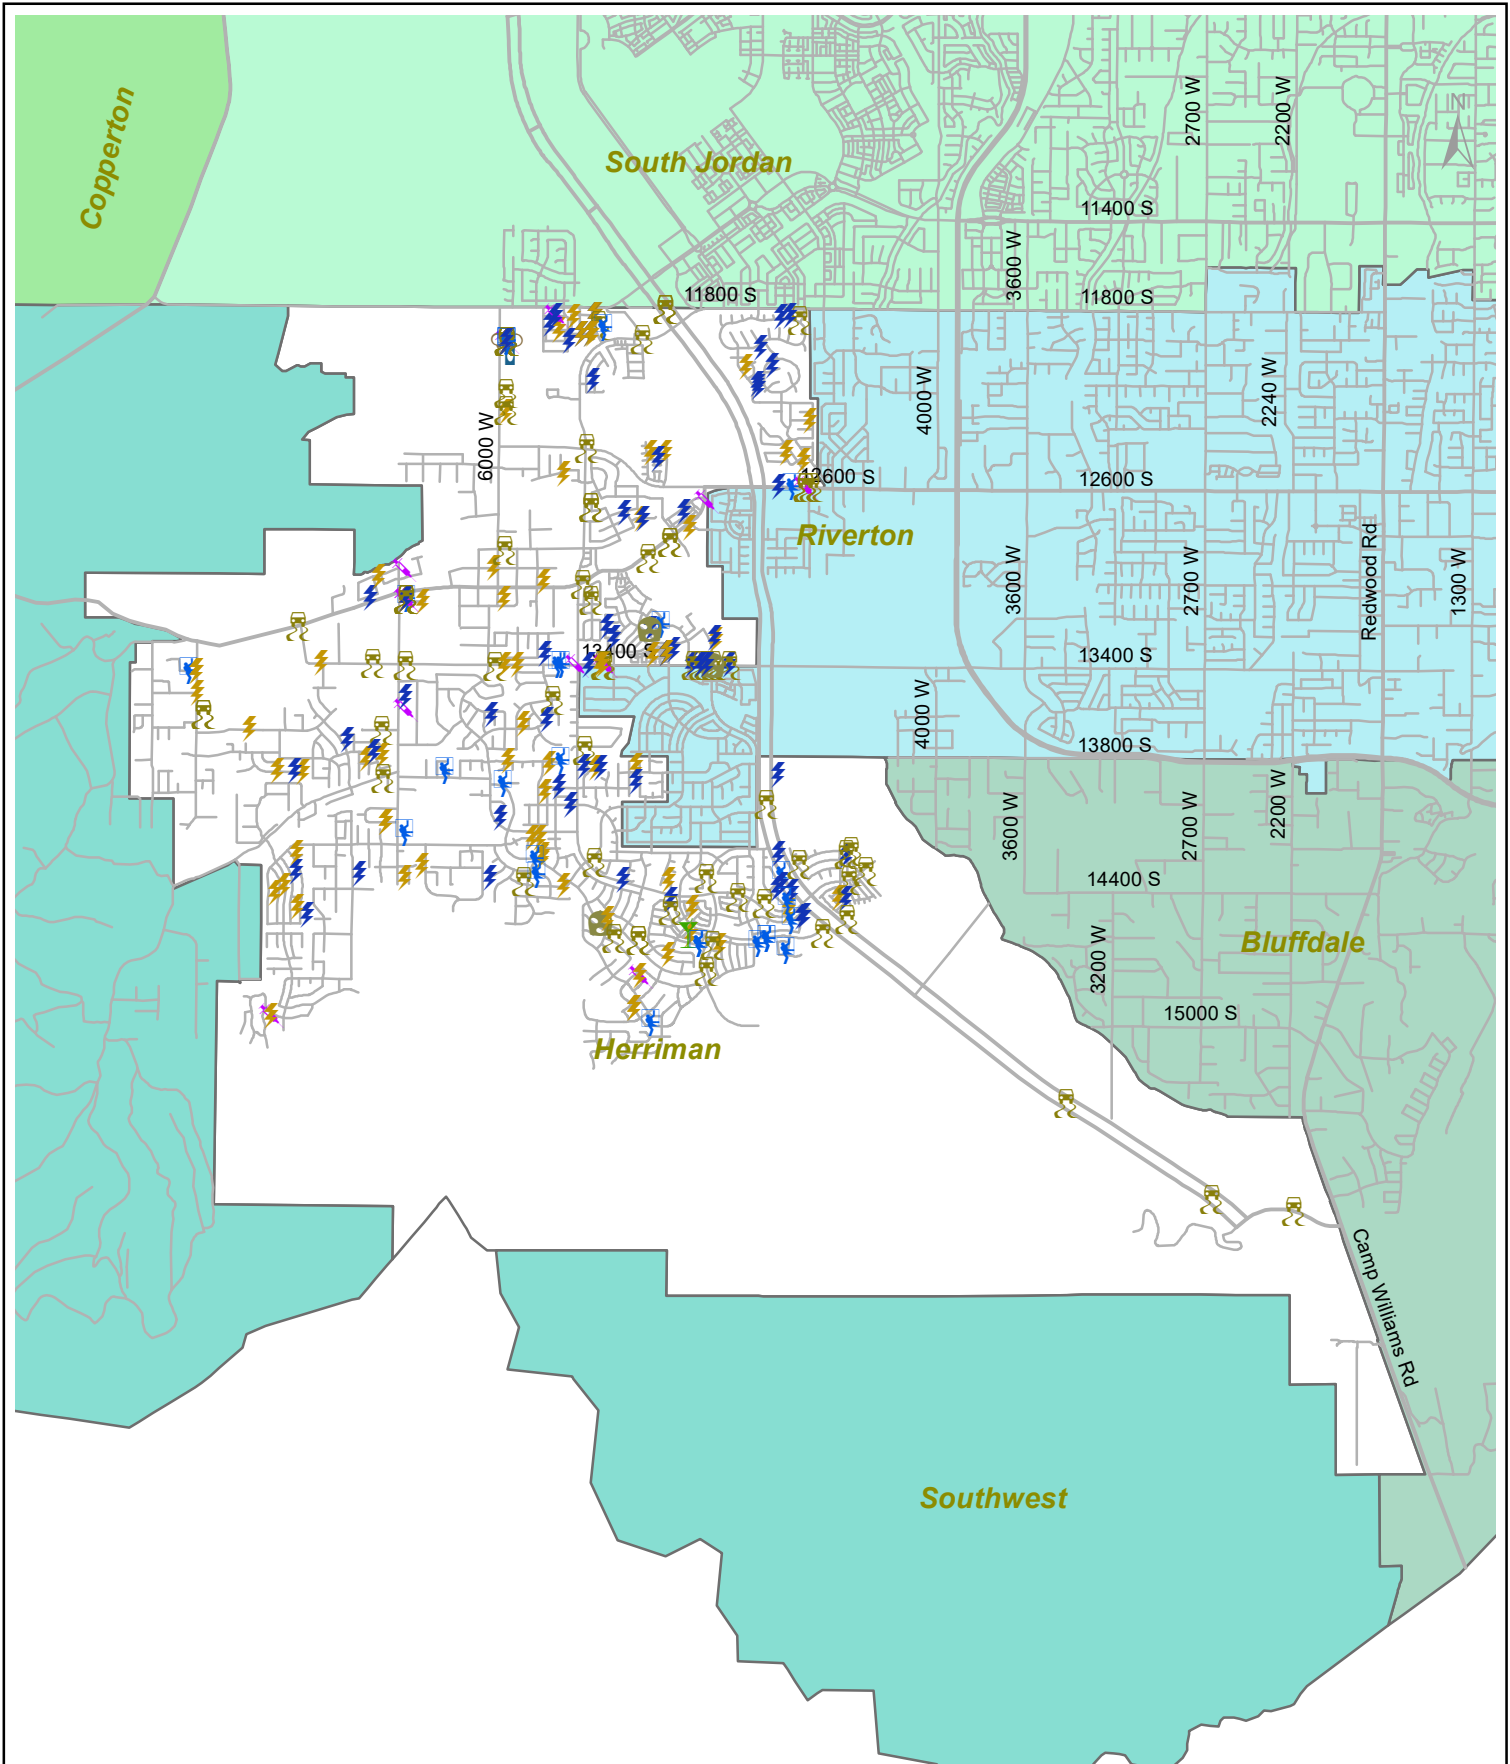 Copperton
South Jordan
2700 W
2200 W
N
11400 S
3600 W
11800 S
11800 S
4000 W
2240 W
6000 W
12600 S
12600 S
Riverton
3600 W
2700 W
Redwood Rd
1300 W
13400 S
13400 S
4000 W
13800 S
3600 W
2700 W
2200 W
14400 S
3200 W
Bluffdale
15000 S
Herriman
Camp Williams Rd
Southwest